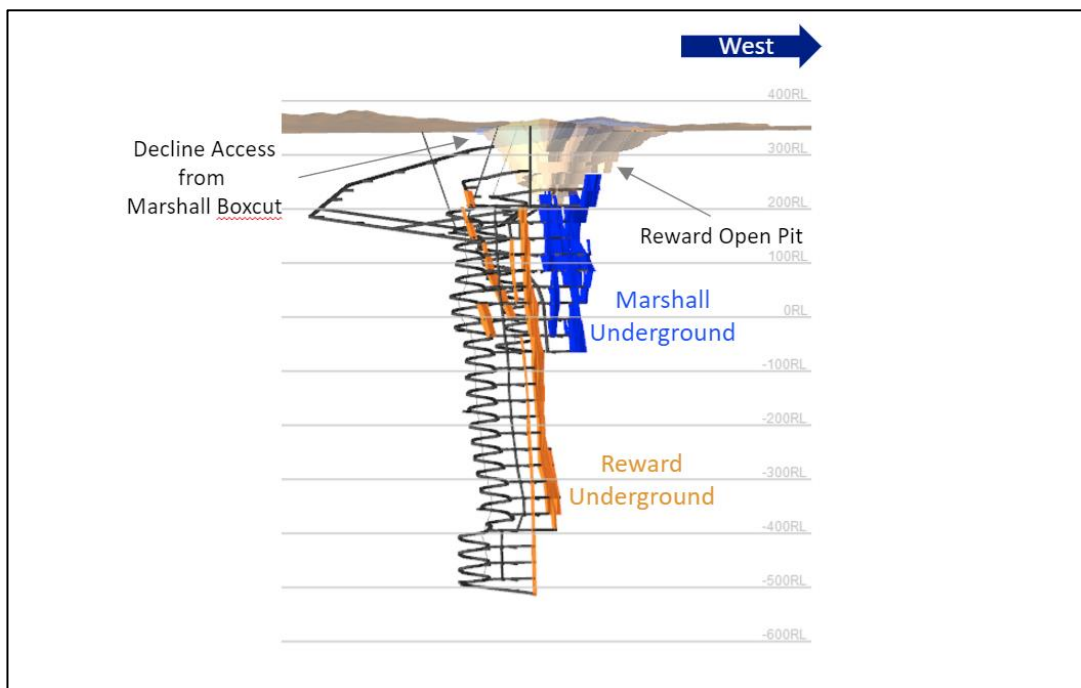 West
400RL
Decline Access
from
Marshall Boxcut
300RL
200RL
Reward Open Pit
100RL
Marshall
Underground
0RL
-100RL
-200RL
Reward
Underground
-300RL
-400RL
-500RL
-600RL